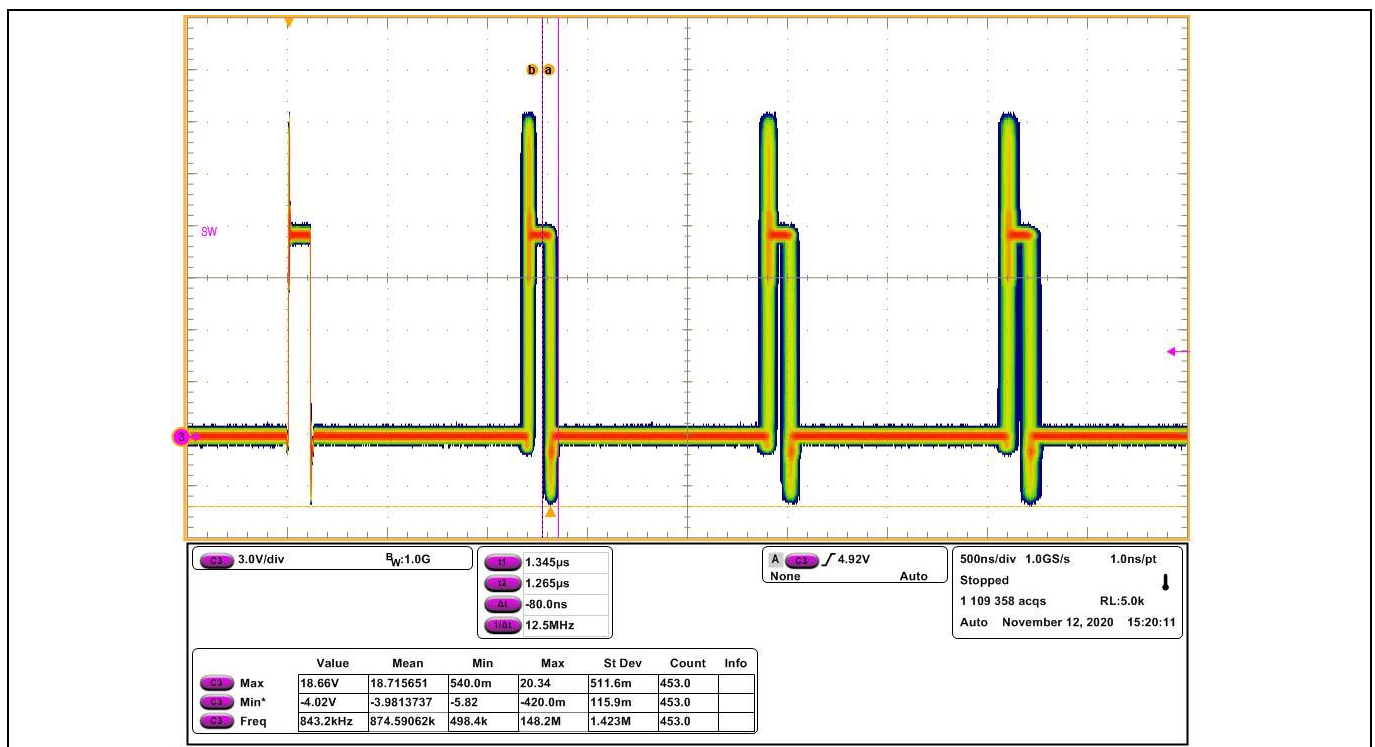 b a
SW
3
C3 3.0V/div BW:1.0G
t1 1.345µs
t2 1.265µs
Δt -80.0ns
1/Δt 12.5MHz
A C3 4.92V
None Auto
500ns/div 1.0GS/s 1.0ns/pt
Stopped
1 109 358 acqs RL:5.0k
Auto November 12, 2020 15:20:11
Value Mean Min Max St Dev Count Info
C3 Max 18.66V 18.715651 540.0m 20.34 511.6m 453.0
C3 Min* -4.02V -3.9813737 -5.82 -420.0m 115.9m 453.0
C3 Freq 843.2kHz 874.59062k 498.4k 148.2M 1.423M 453.0